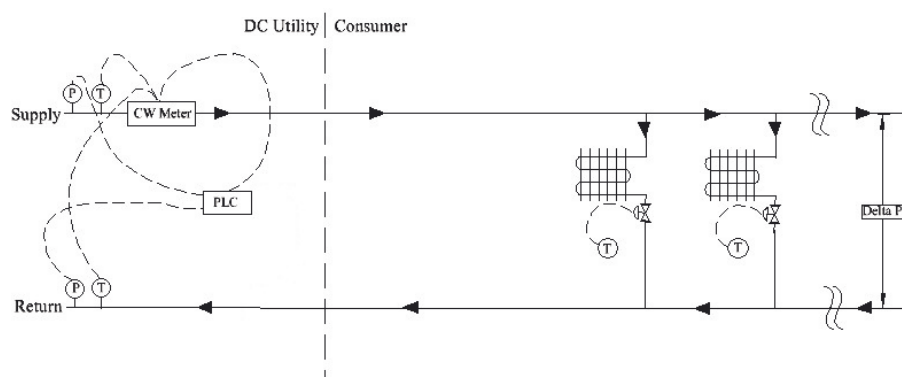 DC Utility
Consumer
P
T
Supply
CW Meter
PLC
T
T
Delta P
P
T
Return